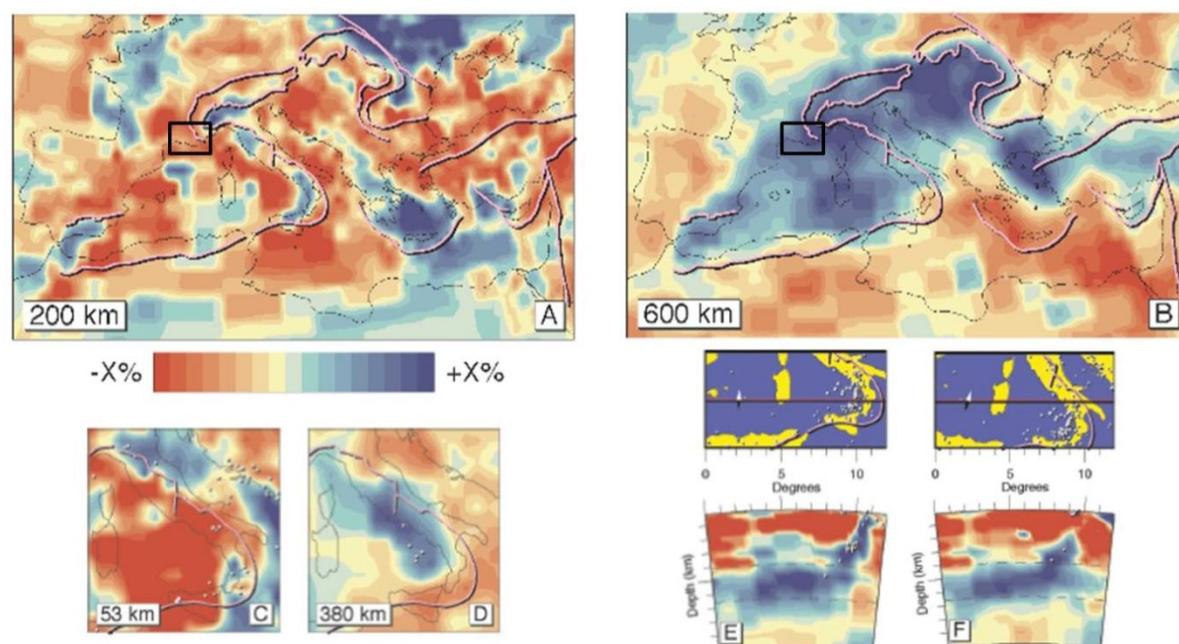 200 km
A
600 km
B
-X%
+X%
53 km
C
380 km
D
0 5 10
Degrees
0 5 10
Degrees
Depth (km)
E
Depth (km)
F